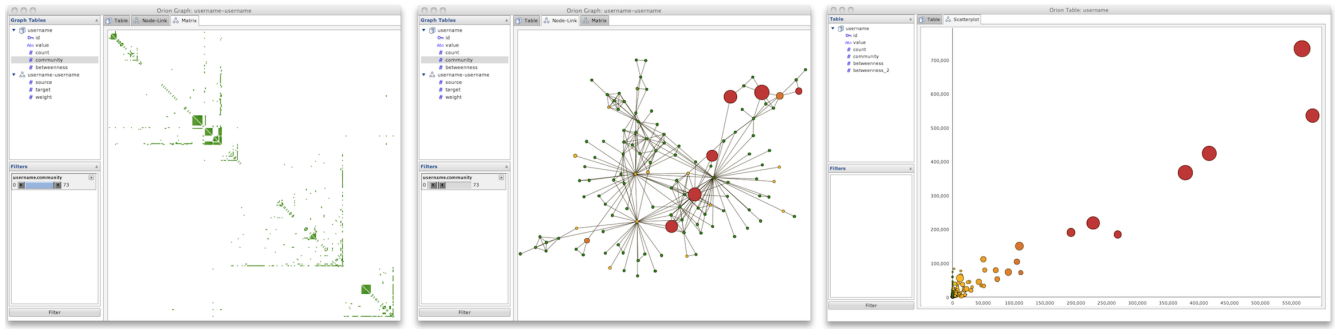 Orion Graph: username-username
Graph Tables
Table
Node-Link
Matrix
username
id
Abc value
# count
# community
# betweenness
username-username
# source
# target
# weight
Filters
username.community
0
73
Filter
Orion Graph: username-username
Graph Tables
Table
Node-Link
Matrix
username
id
Abc value
# count
# community
# betweenness
username-username
# source
# target
# weight
Filters
username.community
0
73
Filter
Orion Table: username
Table
Table
Scatterplot
username
id
Abc value
# count
# community
# betweenness
# betweenness_2
Filters
Filter
700,000
600,000
500,000
400,000
300,000
200,000
100,000
0
0
50,000
100,000
150,000
200,000
250,000
300,000
350,000
400,000
450,000
500,000
550,000